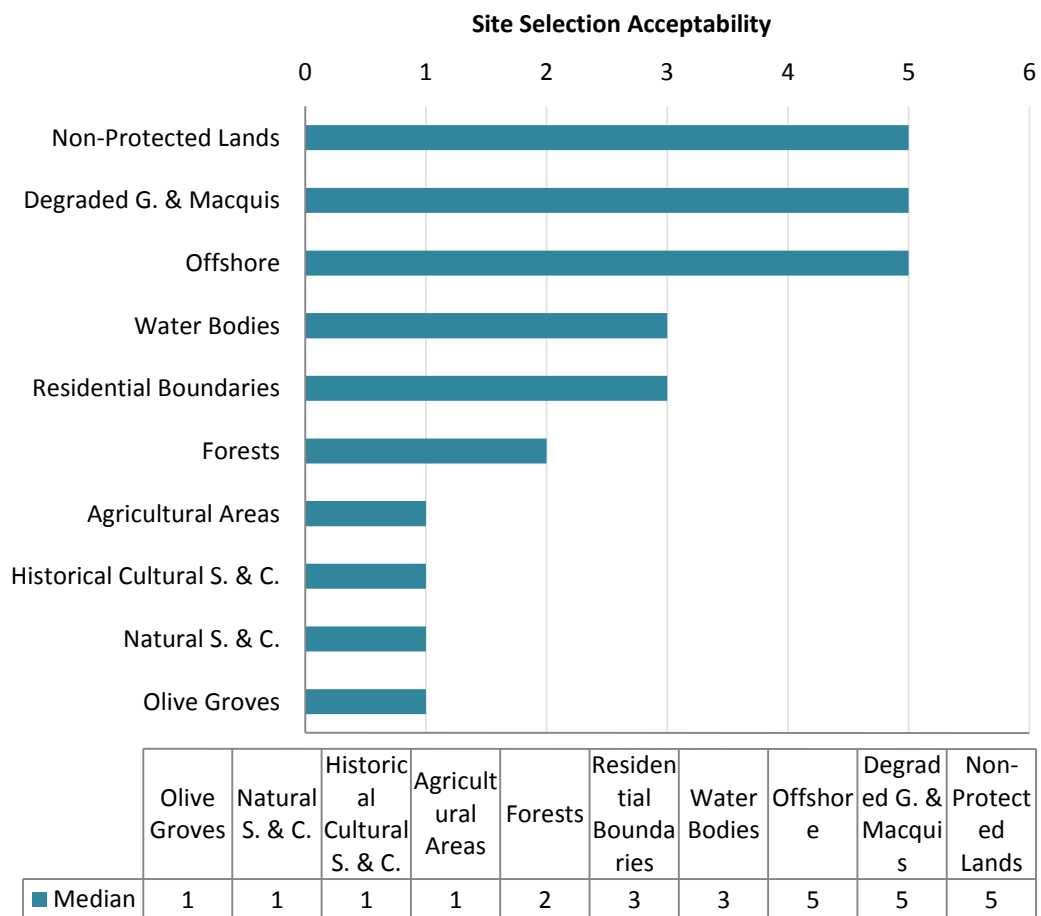 Site Selection Acceptability
0 1 2 3 4 5 6
Non-Protected Lands
Degraded G. & Macquis
Offshore
Water Bodies
Residential Boundaries
Forests
Agricultural Areas
Historical Cultural S. & C.
Natural S. & C.
Olive Groves
Olive
Groves
Natural
S. & C.
Historic
al
Cultural
S. & C.
Agricult
ural
Areas
Forests
Residen
tial
Bounda
ries
Water
Bodies
Offshor
e
Degrad
ed G. &
Macqui
s
Non-
Protect
ed
Lands
Median 1 1 1 1 2 3 3 5 5 5